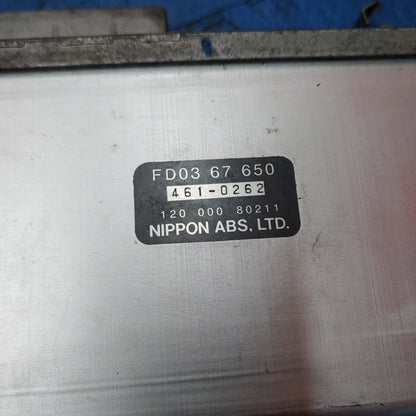 FD03 67 650
461-0262
120 000 80211
NIPPON ABS, LTD.